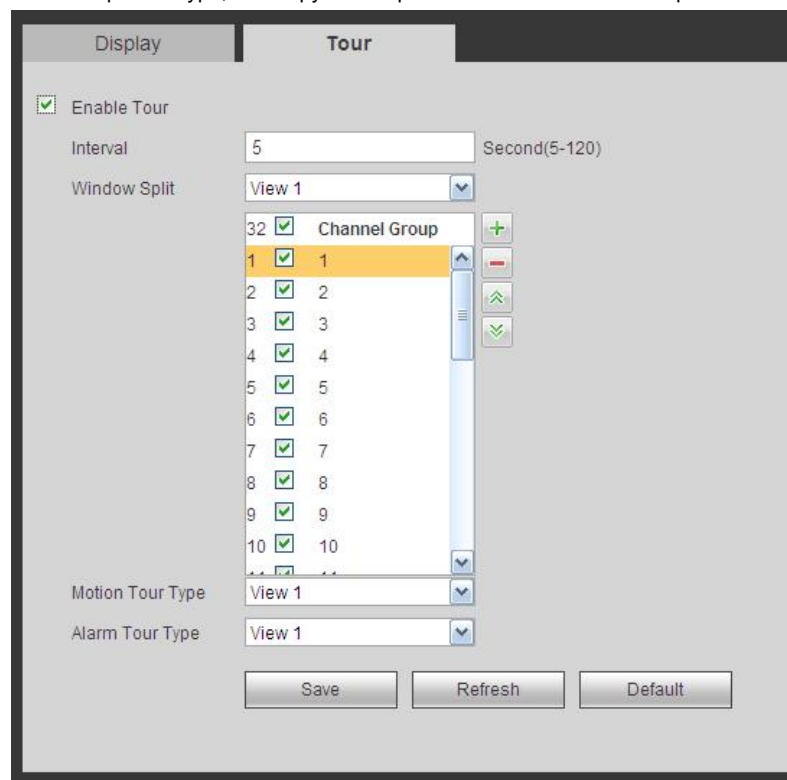 Display Tour
Enable Tour
Interval 5 Second(5-120)
Window Split View 1
32 Channel Group
1 1
2 2
3 3
4 4
5 5
6 6
7 7
8 8
9 9
10 10
Motion Tour Type View 1
Alarm Tour Type View 1
Save Refresh Default